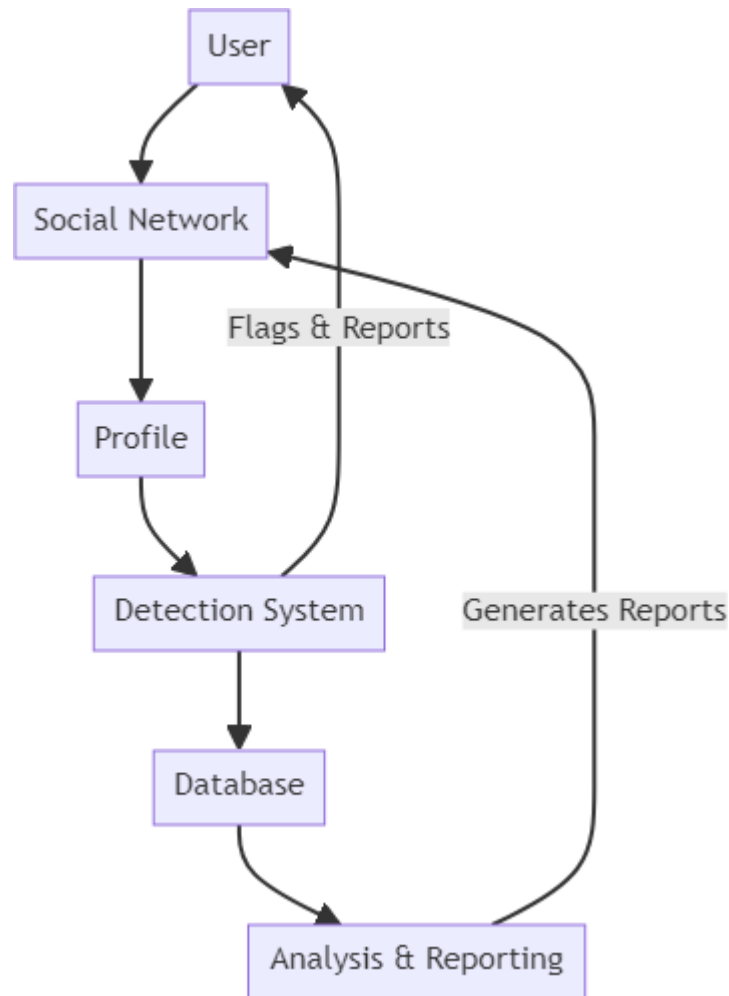 User
Social Network
Flags & Reports
Profile
Detection System
Generates Reports
Database
Analysis & Reporting